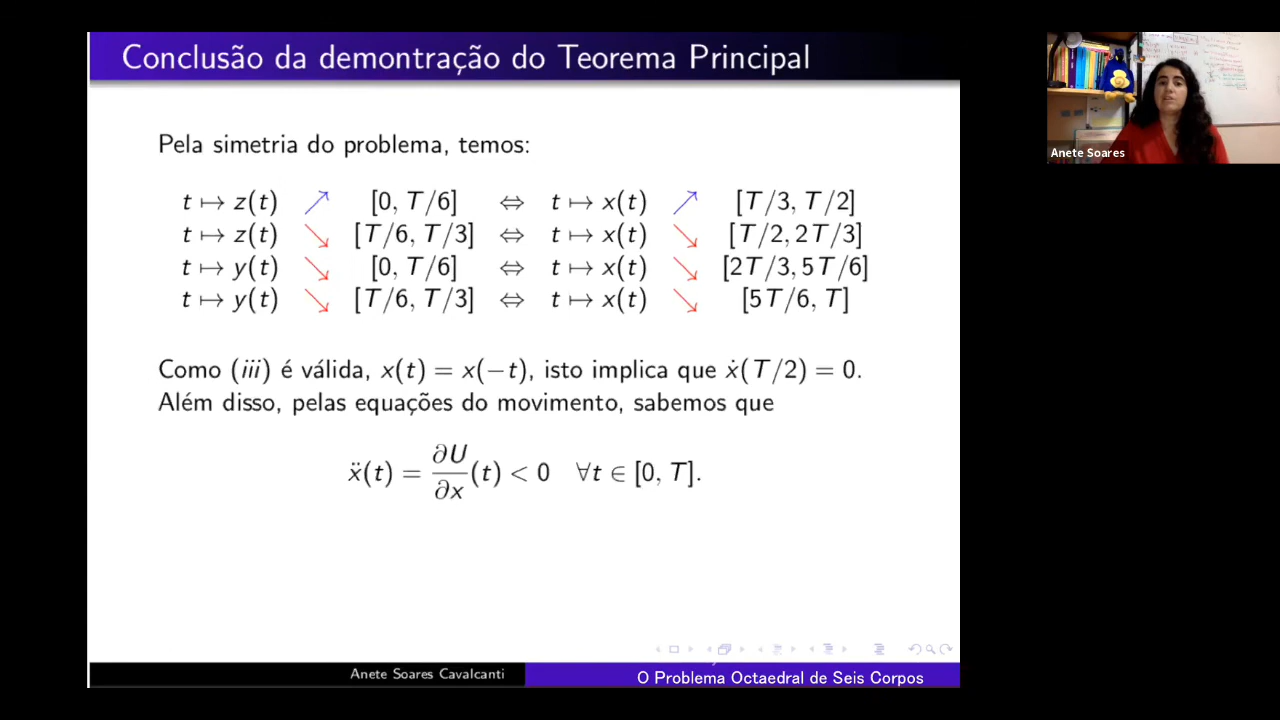 Conclusão da demontração do Teorema Principal
Pela simetria do problema, temos:
t ↦ z(t) ↗ [0, T/6] ⇔ t ↦ x(t) ↗ [T/3, T/2]
t ↦ z(t) ↘ [T/6, T/3] ⇔ t ↦ x(t) ↘ [T/2, 2T/3]
t ↦ y(t) ↘ [0, T/6] ⇔ t ↦ x(t) ↘ [2T/3, 5T/6]
t ↦ y(t) ↘ [T/6, T/3] ⇔ t ↦ x(t) ↘ [5T/6, T]
Como (iii) é válida, x(t) = x(−t), isto implica que ẋ(T/2) = 0.
Além disso, pelas equações do movimento, sabemos que
ẍ(t) = ∂U/∂x (t) < 0 ∀t ∈ [0, T].
Anete Soares Cavalcanti
O Problema Octaedral de Seis Corpos
Anete Soares